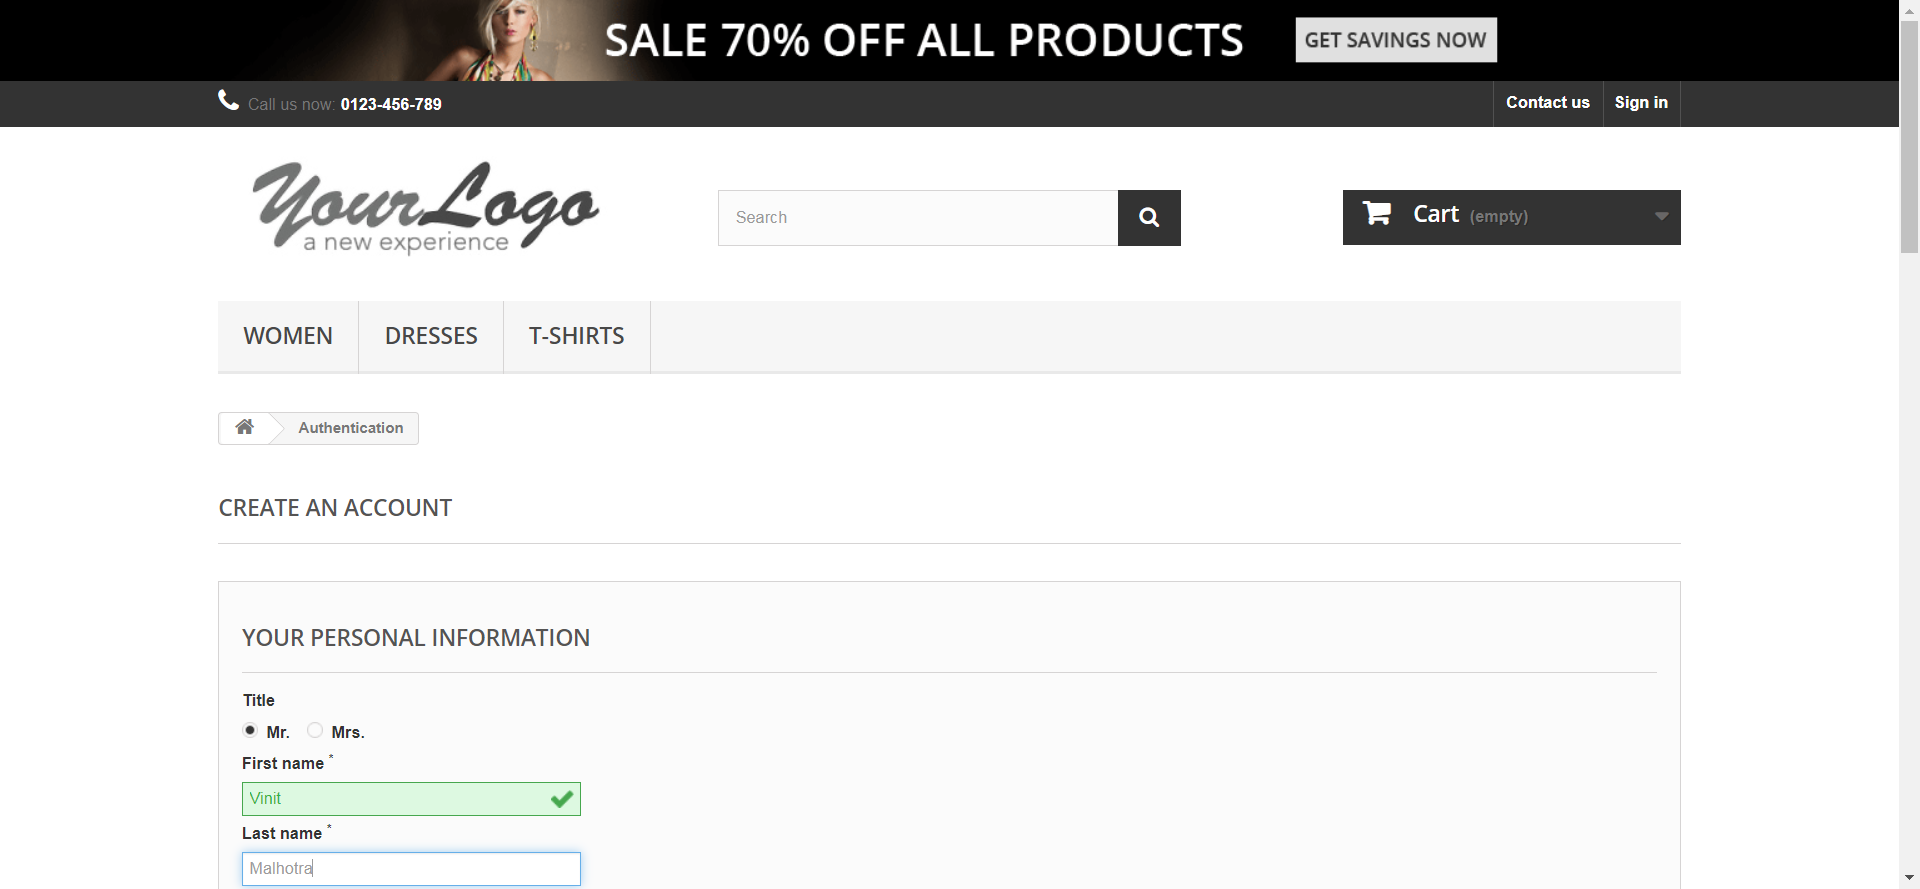 SALE 70% OFF ALL PRODUCTS GET SAVINGS NOW
Call us now: 0123-456-789 Contact us Sign in
YourLogo
a new experience
Search
Cart (empty)
WOMEN DRESSES T-SHIRTS
Authentication
CREATE AN ACCOUNT
YOUR PERSONAL INFORMATION
Title
Mr. Mrs.
First name *
Vinit
Last name *
Malhotra